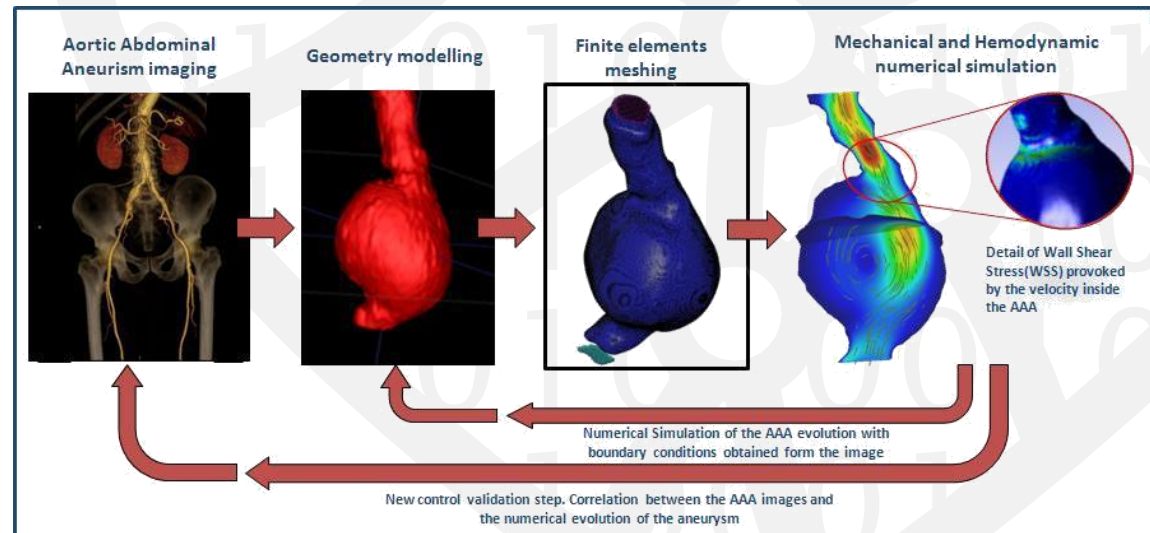 Aortic Abdominal
Aneurism imaging
Geometry modelling
Finite elements
meshing
Mechanical and Hemodynamic
numerical simulation
Detail of Wall Shear
Stress(WSS) provoked
by the velocity inside
the AAA
Numerical Simulation of the AAA evolution with
boundary conditions obtained form the image
New control validation step. Correlation between the AAA images and
the numerical evolution of the aneurysm